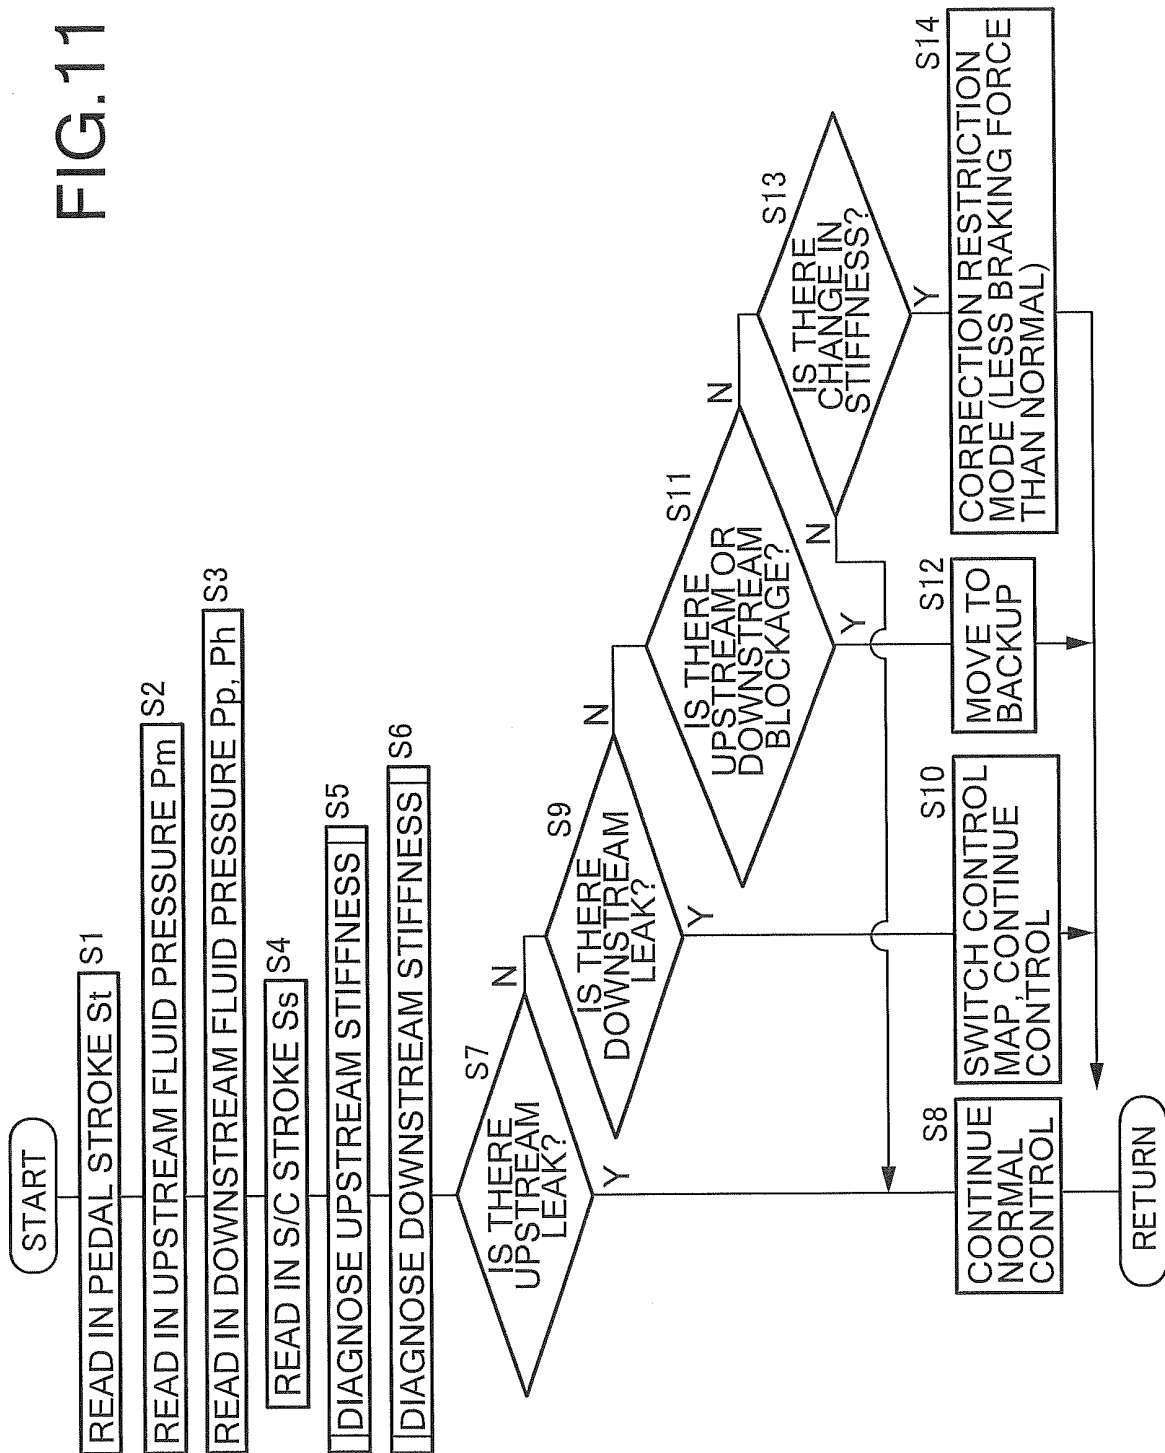 FIG.11
START
READ IN PEDAL STROKE St
S1
READ IN UPSTREAM FLUID PRESSURE Pm
S2
READ IN DOWNSTREAM FLUID PRESSURE Pp, Ph
S3
READ IN S/C STROKE Ss
S4
DIAGNOSE UPSTREAM STIFFNESS
S5
DIAGNOSE DOWNSTREAM STIFFNESS
S6
S7
IS THERE
UPSTREAM
LEAK?
N
Y
S9
IS THERE
DOWNSTREAM
LEAK?
N
Y
S11
IS THERE
UPSTREAM OR
DOWNSTREAM
BLOCKAGE?
N
Y
S13
IS THERE
CHANGE IN
STIFFNESS?
N
Y
S8
CONTINUE
NORMAL
CONTROL
S10
SWITCH CONTROL
MAP, CONTINUE
CONTROL
S12
MOVE TO
BACKUP
S14
CORRECTION RESTRICTION
MODE (LESS BRAKING FORCE
THAN NORMAL)
RETURN